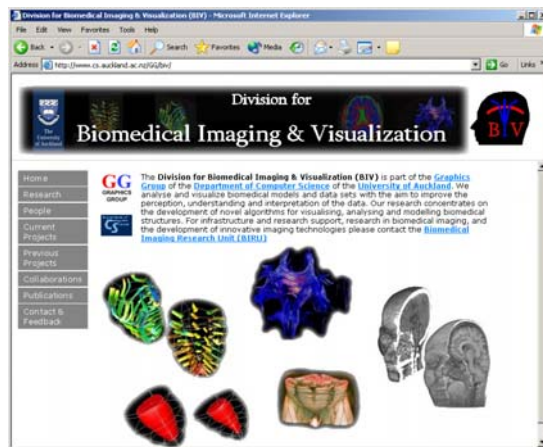 Division for Biomedical Imaging & Visualization (BIV) - Microsoft Internet Explorer
File Edit View Favorites Tools Help
Back Search Favorites Media
Address http://www.cs.auckland.ac.nz/GG/biv/ Go Links
The University of Auckland
Division for
Biomedical Imaging & Visualization
B V
Home
Research
People
Current
Projects
Previous
Projects
Collaborations
Publications
Contact &
Feedback
GG
GRAPHICS
GROUP
CS
The Division for Biomedical Imaging & Visualization (BIV) is part of the Graphics
Group of the Department of Computer Science of the University of Auckland. We
analyse and visualize biomedical models and data sets with the aim to improve the
perception, understanding and interpretation of the data. Our research concentrates on
the development of novel algorithms for visualising, analysing and modelling biomedical
structures. For infrastructure and research support, research in biomedical imaging, and
the development of innovative imaging technologies please contact the Biomedical
Imaging Research Unit (BIRU)